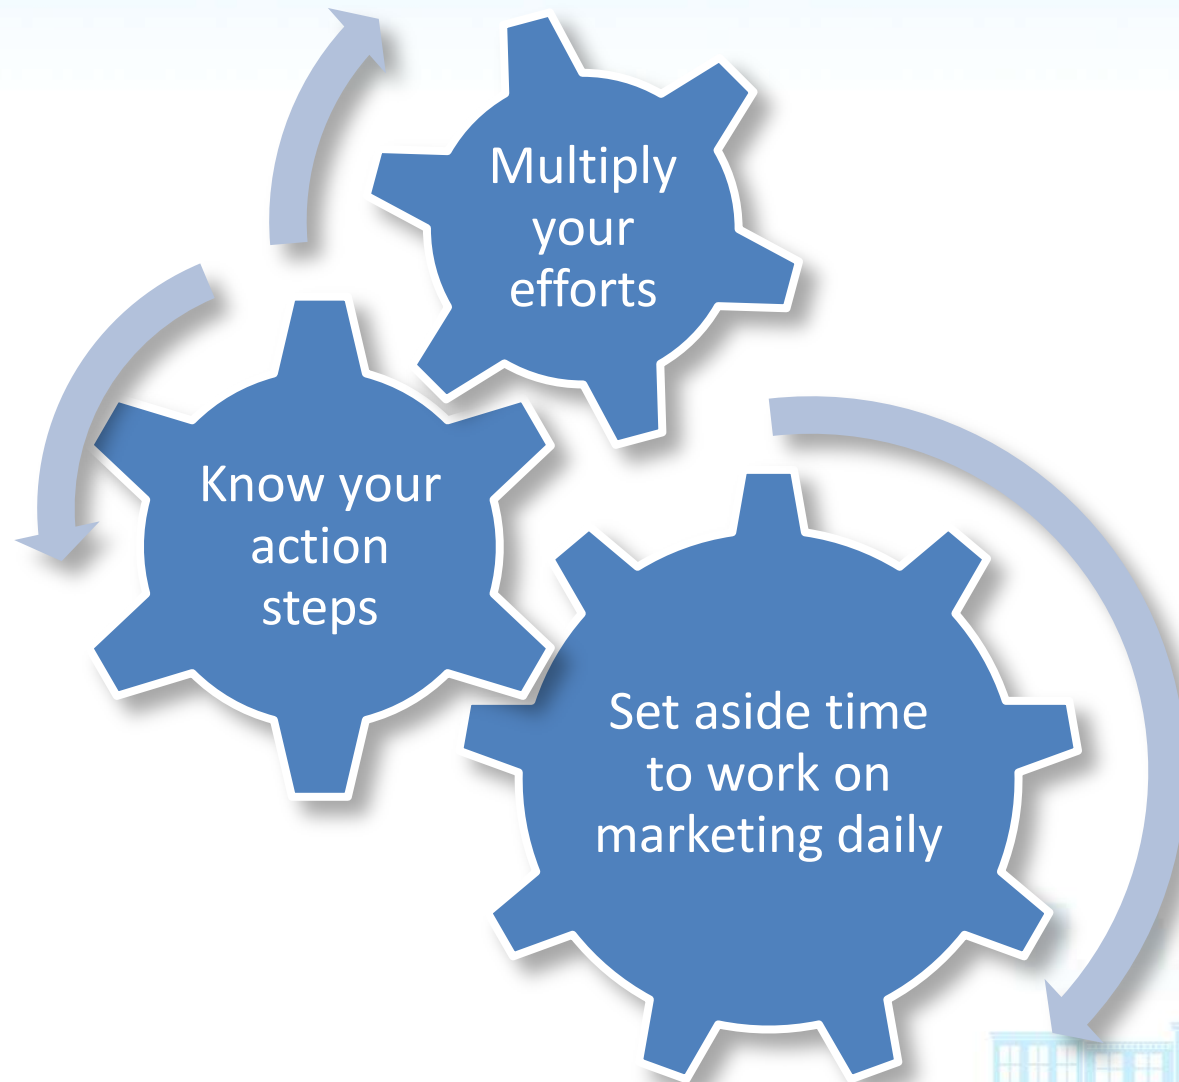 Multiply
your
efforts
Know your
action
steps
Set aside time
to work on
marketing daily